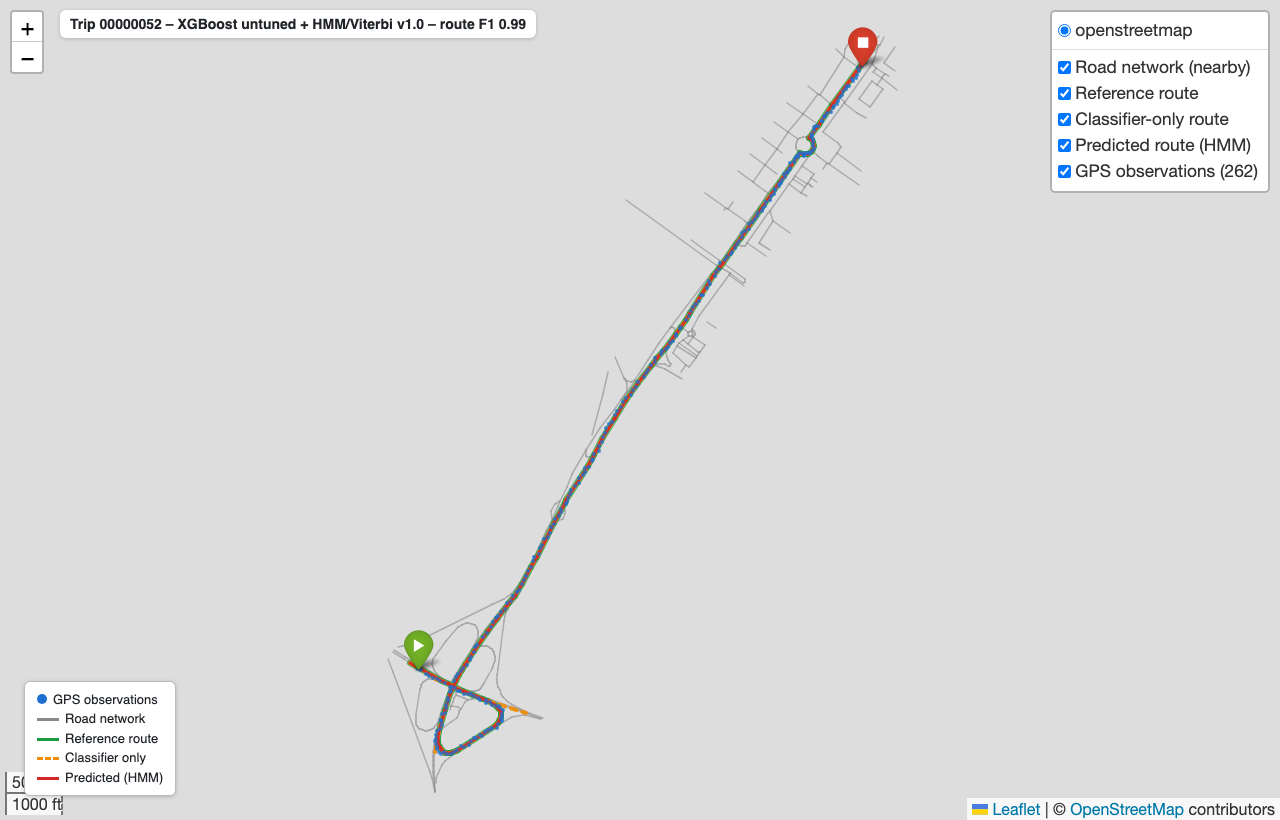 +
−
Trip 00000052 – XGBoost untuned + HMM/Viterbi v1.0 – route F1 0.99
openstreetmap
Road network (nearby)
Reference route
Classifier-only route
Predicted route (HMM)
GPS observations (262)
GPS observations
Road network
Reference route
Classifier only
Predicted (HMM)
1000 ft
Leaflet | © OpenStreetMap contributors